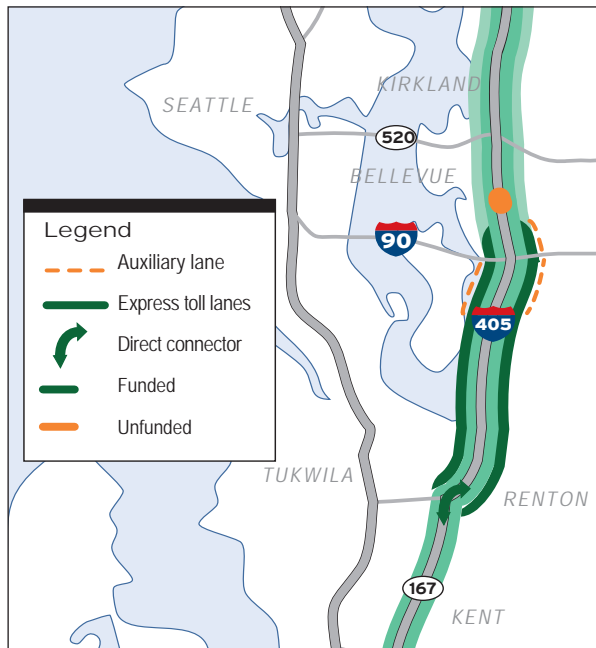 KIRKLAND
SEATTLE
520
BELLEVUE
90
Legend
Auxiliary lane
Express toll lanes
Direct connector
Funded
Unfunded
405
TUKWILA
RENTON
167
KENT